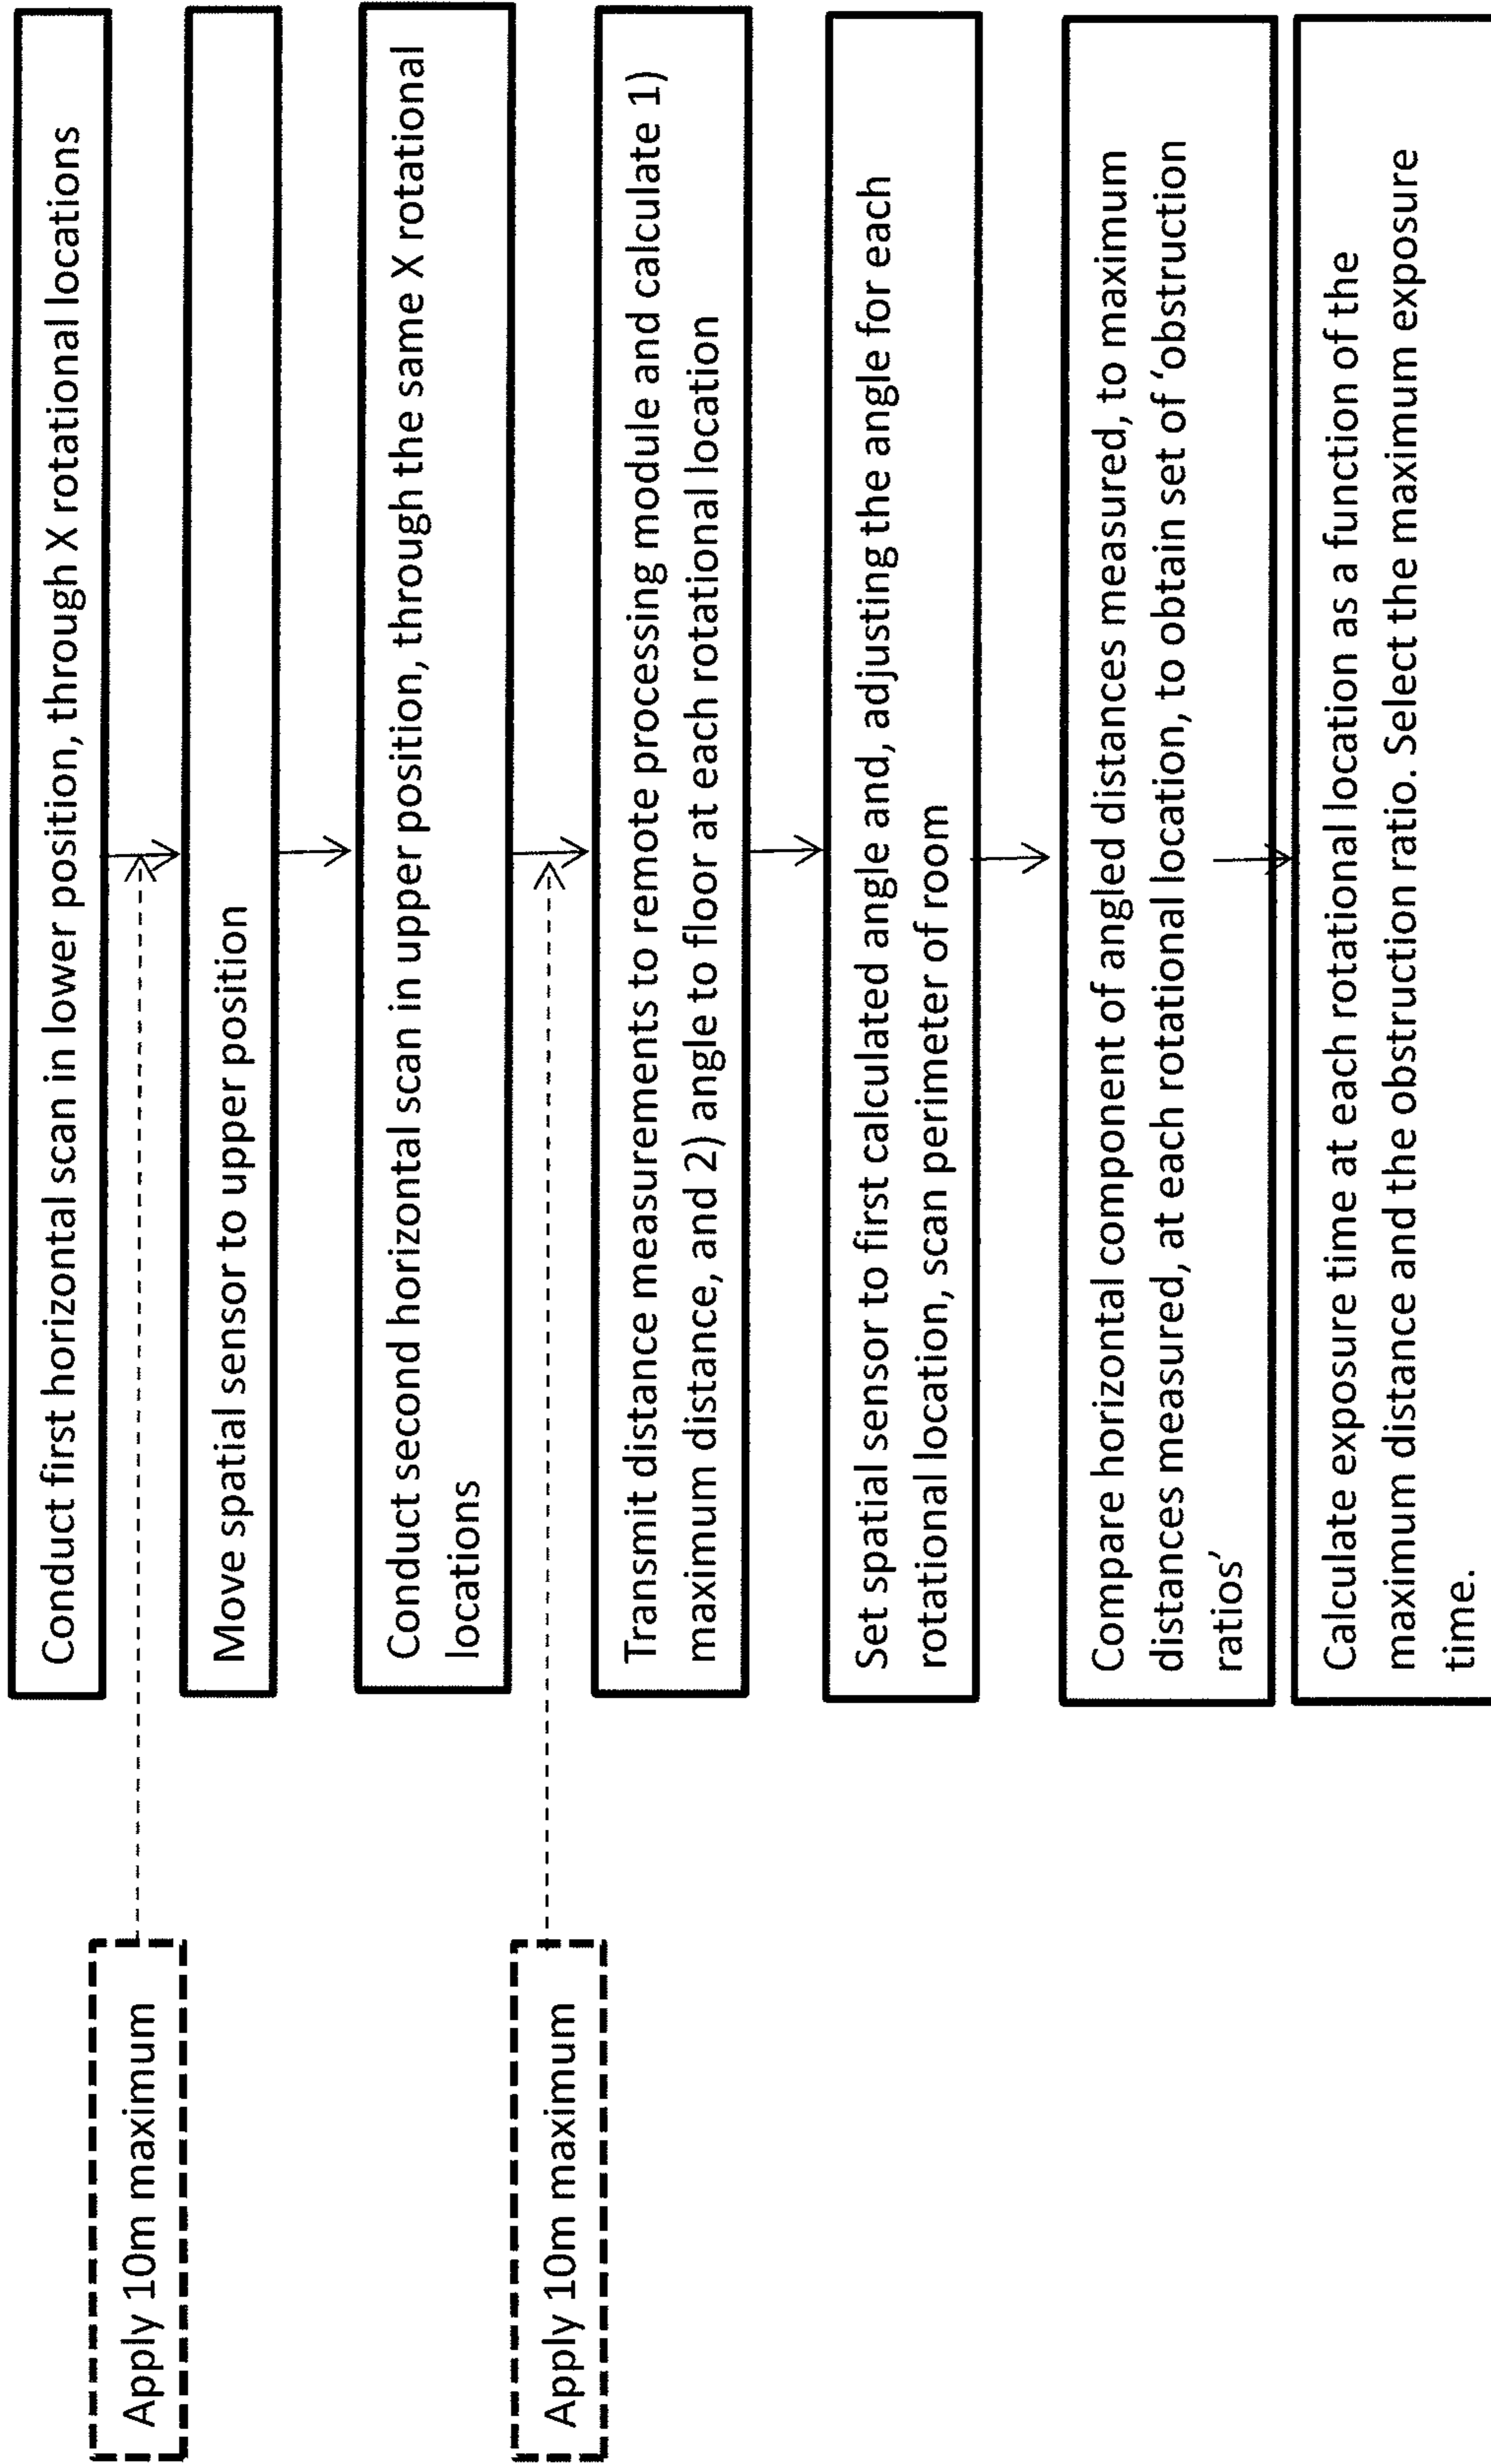 Conduct first horizontal scan in lower position, through X rotational locations
Apply 10m maximum
Move spatial sensor to upper position
Conduct second horizontal scan in upper position, through the same X rotational
locations
Apply 10m maximum
Transmit distance measurements to remote processing module and calculate 1)
maximum distance, and 2) angle to floor at each rotational location
Set spatial sensor to first calculated angle and, adjusting the angle for each
rotational location, scan perimeter of room
Compare horizontal component of angled distances measured, to maximum
distances measured, at each rotational location, to obtain set of ‘obstruction
ratios’
Calculate exposure time at each rotational location as a function of the
maximum distance and the obstruction ratio. Select the maximum exposure
time.